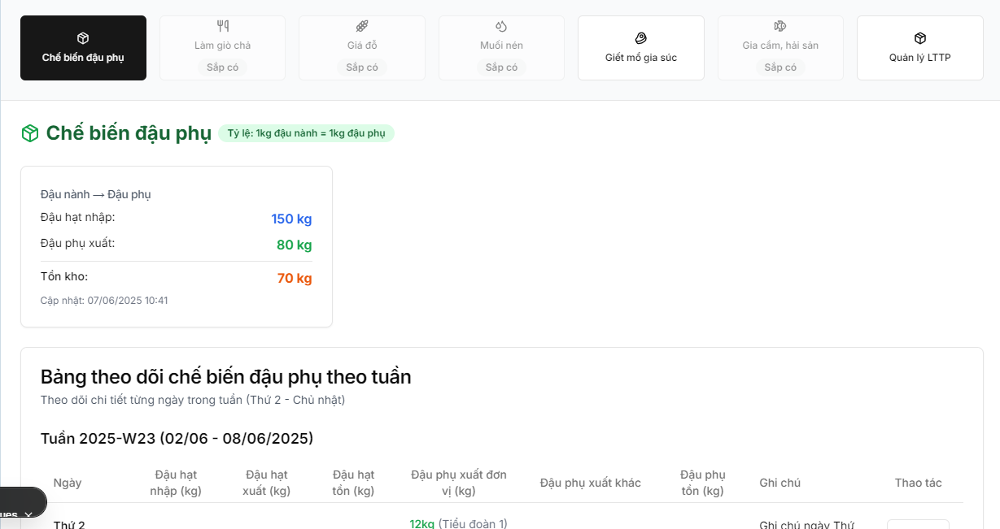 Chế biến đậu phụ
Làm giò chả
Sắp có
Giá đỗ
Sắp có
Muối nén
Sắp có
Giết mổ gia súc
Gia cầm, hải sản
Sắp có
Quản lý LTTP
Chế biến đậu phụ
Tỷ lệ: 1kg đậu nành = 1kg đậu phụ
Đậu nành → Đậu phụ
Đậu hạt nhập: 150 kg
Đậu phụ xuất: 80 kg
Tồn kho: 70 kg
Cập nhật: 07/06/2025 10:41
Bảng theo dõi chế biến đậu phụ theo tuần
Theo dõi chi tiết từng ngày trong tuần (Thứ 2 - Chủ nhật)
Tuần 2025-W23 (02/06 - 08/06/2025)
Ngày
Đậu hạt
nhập (kg)
Đậu hạt
xuất (kg)
Đậu hạt
tồn (kg)
Đậu phụ xuất đơn
vị (kg)
Đậu phụ xuất khác
Đậu phụ
tồn (kg)
Ghi chú
Thao tác
Thứ 2
12kg (Tiểu đoàn 1)
Ghi chú ngày Thứ